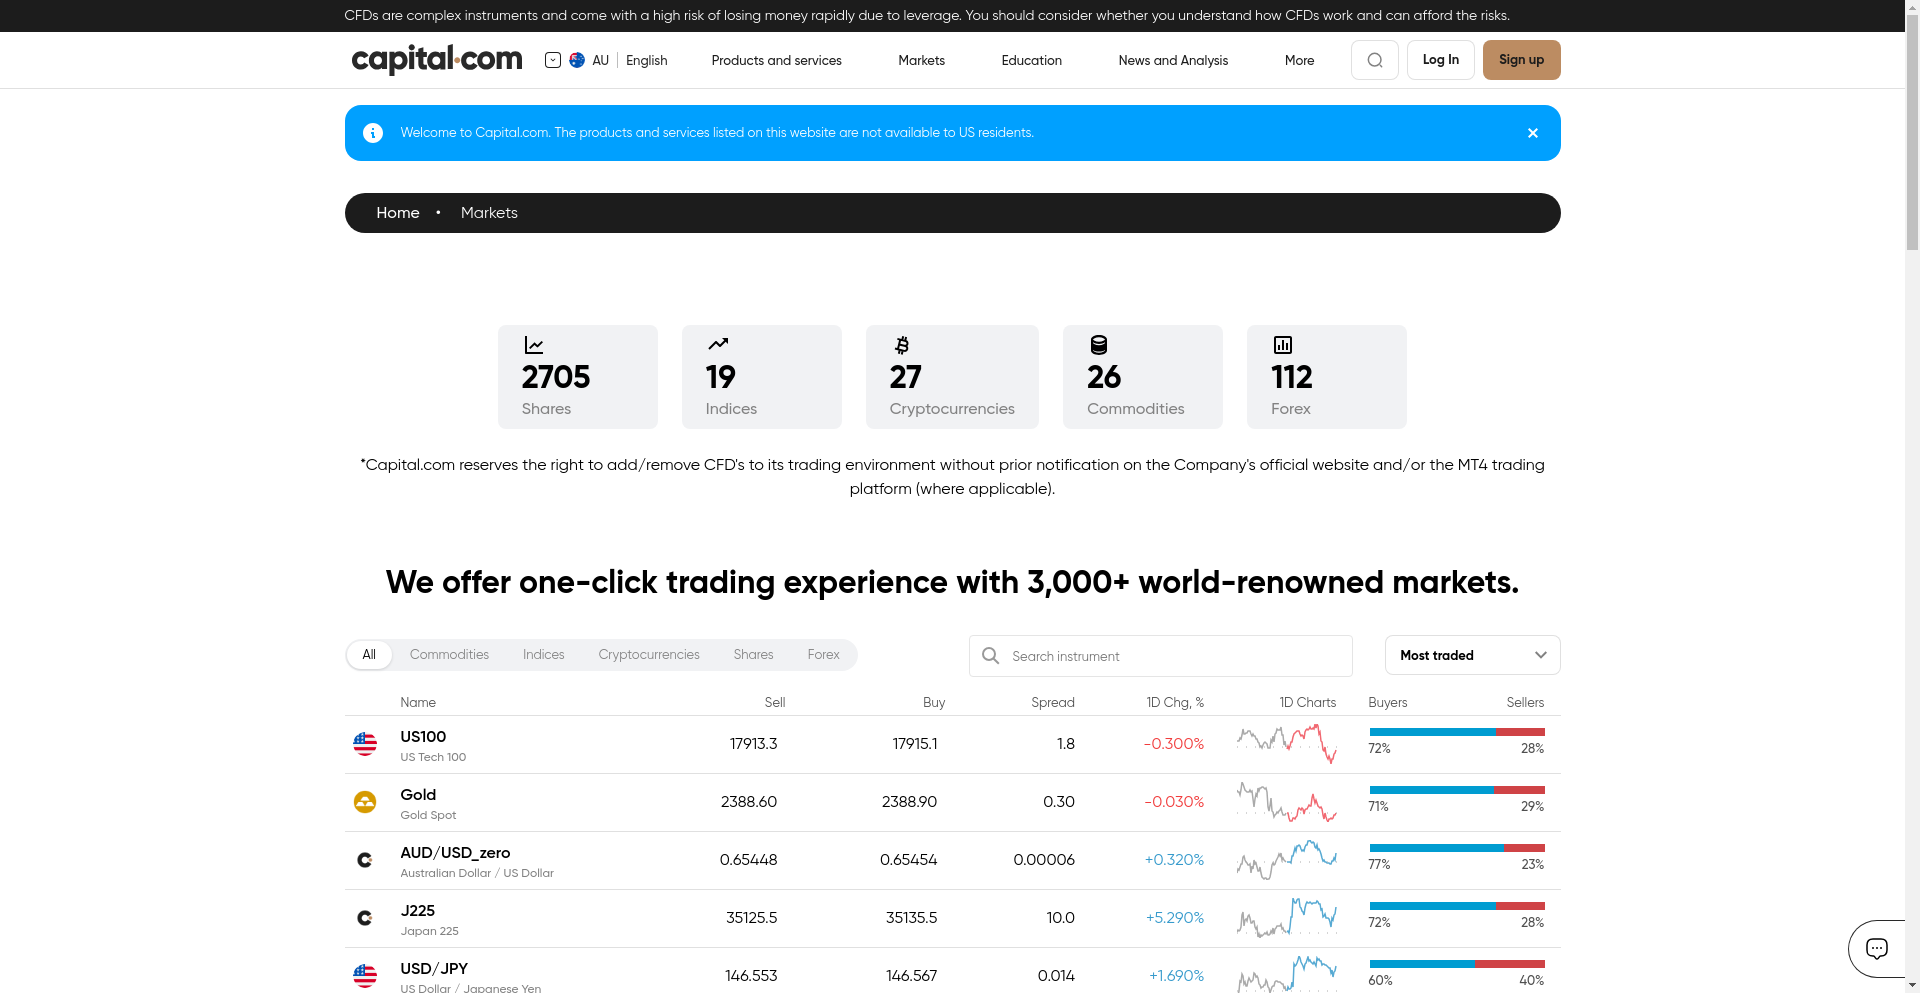 CFDs are complex instruments and come with a high risk of losing money rapidly due to leverage. You should consider whether you understand how CFDs work and can afford the risks.
capital.com AU English Products and services Markets Education News and Analysis More Log In Sign up
Welcome to Capital.com. The products and services listed on this website are not available to US residents.
Home • Markets
2705 19 27 26 112
Shares Indices Cryptocurrencies Commodities Forex
*Capital.com reserves the right to add/remove CFD's to its trading environment without prior notification on the Company's official website and/or the MT4 trading
platform (where applicable).
We offer one-click trading experience with 3,000+ world-renowned markets.
All Commodities Indices Cryptocurrencies Shares Forex Search instrument Most traded
Name Sell Buy Spread 1D Chg, % 1D Charts Buyers Sellers
US100 17913.3 17915.1 1.8 -0.300% 72% 28%
US Tech 100
Gold 2388.60 2388.90 0.30 -0.030% 71% 29%
Gold Spot
AUD/USD_zero 0.65448 0.65454 0.00006 +0.320% 77% 23%
Australian Dollar / US Dollar
J225 35125.5 35135.5 10.0 +5.290% 72% 28%
Japan 225
USD/JPY 146.553 146.567 0.014 +1.690% 60% 40%
US Dollar / Japanese Yen